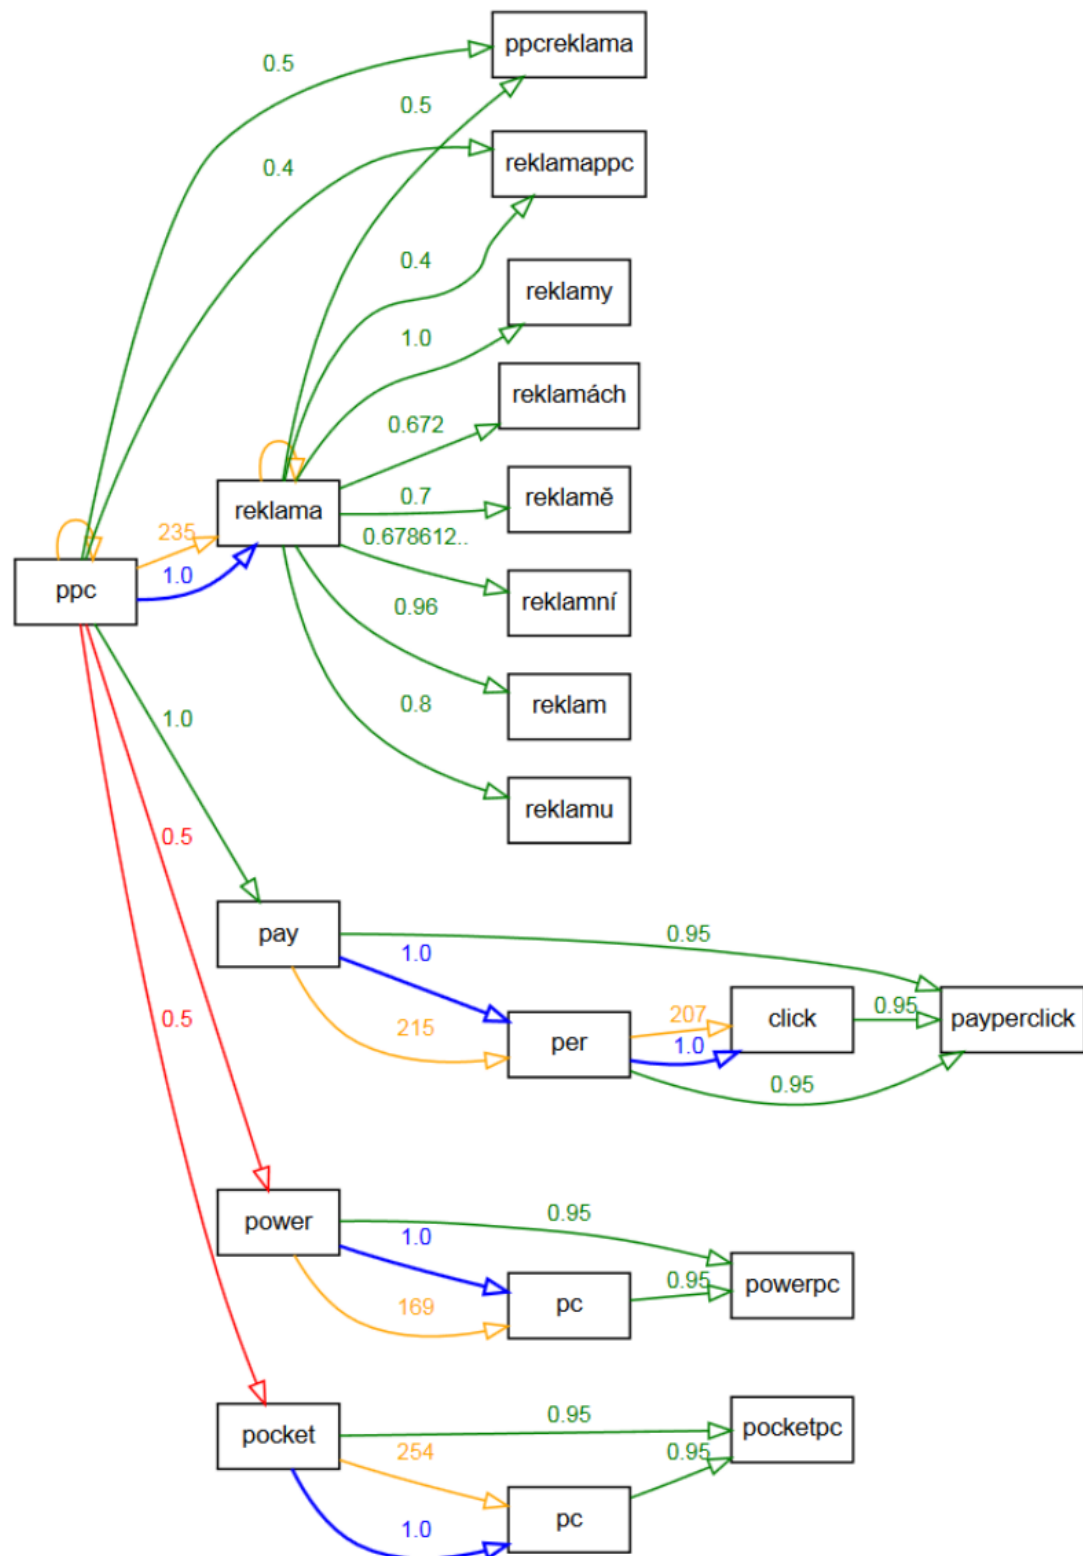 ppcreklama
0.5
0.5
reklamappc
0.4
0.4
reklamy
1.0
reklamách
0.672
reklama
0.7
reklamě
235
0.678612..
ppc
1.0
reklamní
0.96
reklam
1.0
0.8
reklamu
0.5
pay
0.95
1.0
0.5
215
per
207
1.0
click
0.95
payperclick
0.95
power
0.95
1.0
169
pc
0.95
powerpc
pocket
0.95
254
0.95
pocketpc
1.0
pc